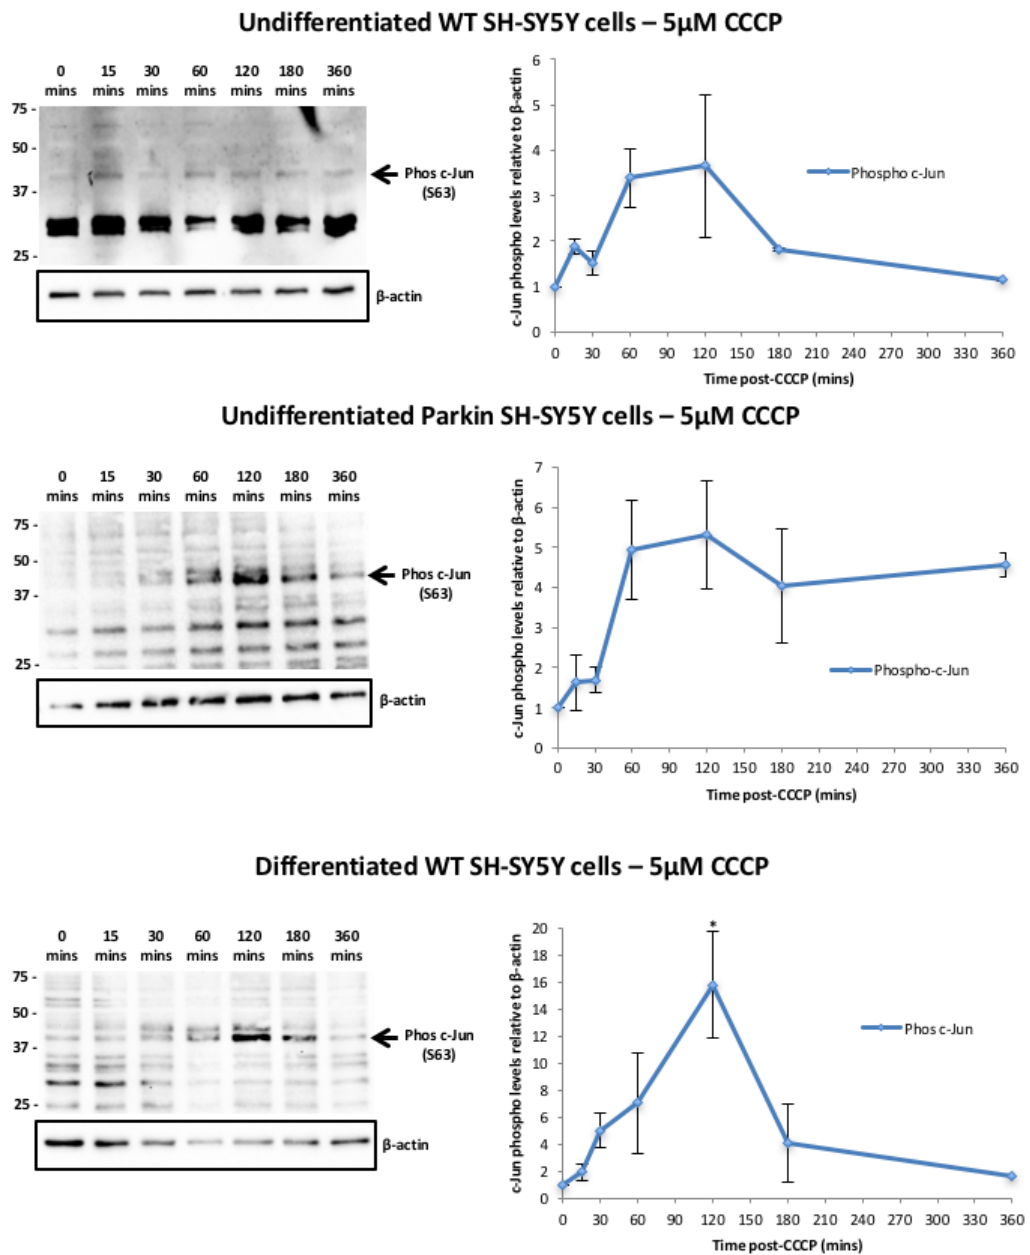 Undifferentiated WT SH-SY5Y cells – 5µM CCCP
0 15 30 60 120 180 360
mins mins mins mins mins mins mins
75 -
50 -
37 -
25 -
Phos c-Jun
(S63)
β-actin
c-Jun phospho levels relative to β-actin
6
5
4
3
2
1
0
Phospho c-Jun
0 30 60 90 120 150 180 210 240 270 300 330 360
Time post-CCCP (mins)
Undifferentiated Parkin SH-SY5Y cells – 5µM CCCP
0 15 30 60 120 180 360
mins mins mins mins mins mins mins
75 -
50 -
37 -
25 -
Phos c-Jun
(S63)
β-actin
c-Jun phospho levels relative to β-actin
7
6
5
4
3
2
1
0
Phospho-c-Jun
0 30 60 90 120 150 180 210 240 270 300 330 360
Time post-CCCP (mins)
Differentiated WT SH-SY5Y cells – 5µM CCCP
0 15 30 60 120 180 360
mins mins mins mins mins mins mins
75 -
50 -
37 -
25 -
Phos c-Jun
(S63)
β-actin
c-Jun phospho levels relative to β-actin
20
18
16
14
12
10
8
6
4
2
0
*
Phos c-Jun
0 30 60 90 120 150 180 210 240 270 300 330 360
Time post-CCCP (mins)